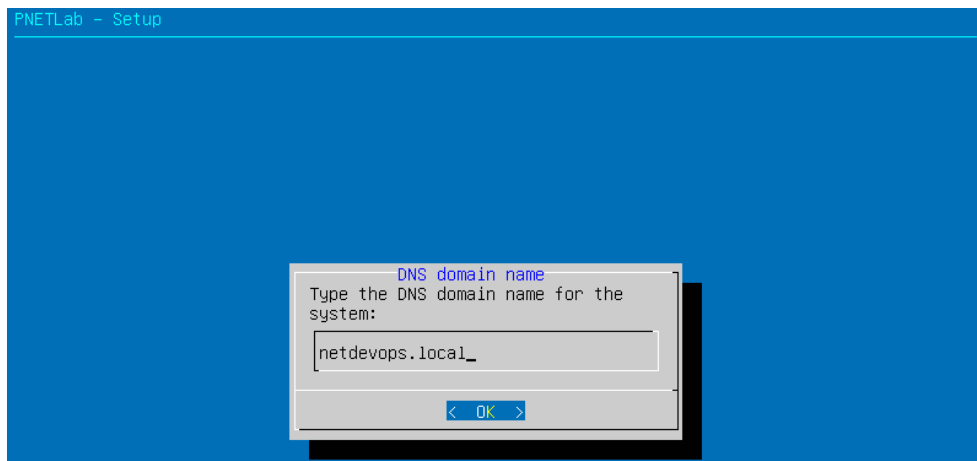 PNETLab - Setup
DNS domain name
Type the DNS domain name for the
system:
netdevops.local_
< OK >